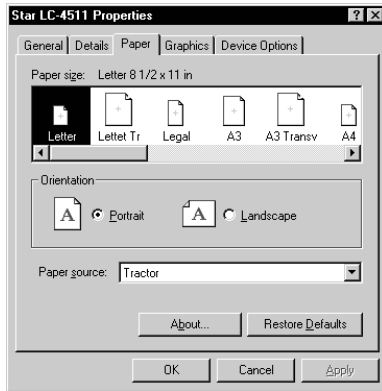 Star LC-4511 Properties
General Details Paper Graphics Device Options
Paper size: Letter 8 1/2 x 11 in
Letter Lettet Tr Legal A3 A3 Transv A4
Orientation
A Portrait A Landscape
Paper source: Tractor
About... Restore Defaults
OK Cancel Apply